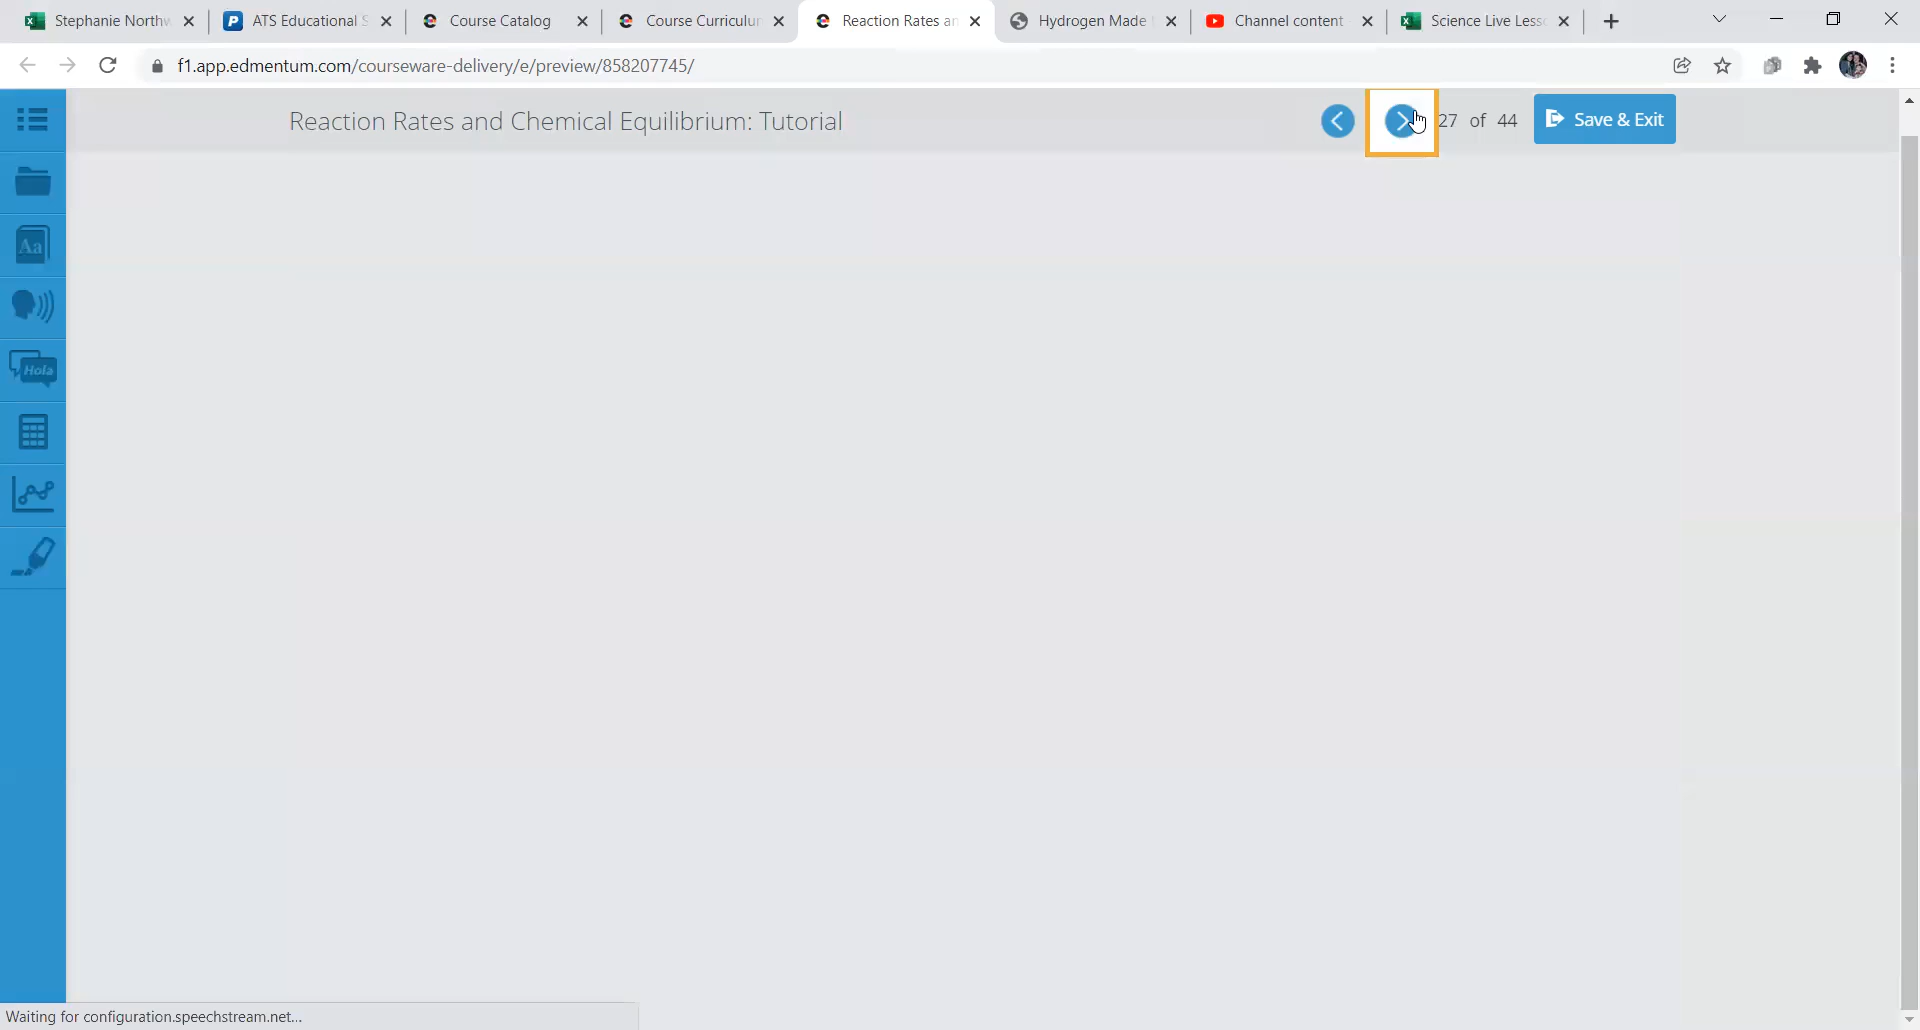 Stephanie Northw
ATS Educational S
Course Catalog
Course Curriculum
Reaction Rates an
Hydrogen Made
Channel content
Science Live Less
f1.app.edmentum.com/courseware-delivery/e/preview/858207745/
Reaction Rates and Chemical Equilibrium: Tutorial
27 of 44
Save & Exit
Aa
Hola
Waiting for configuration.speechstream.net...